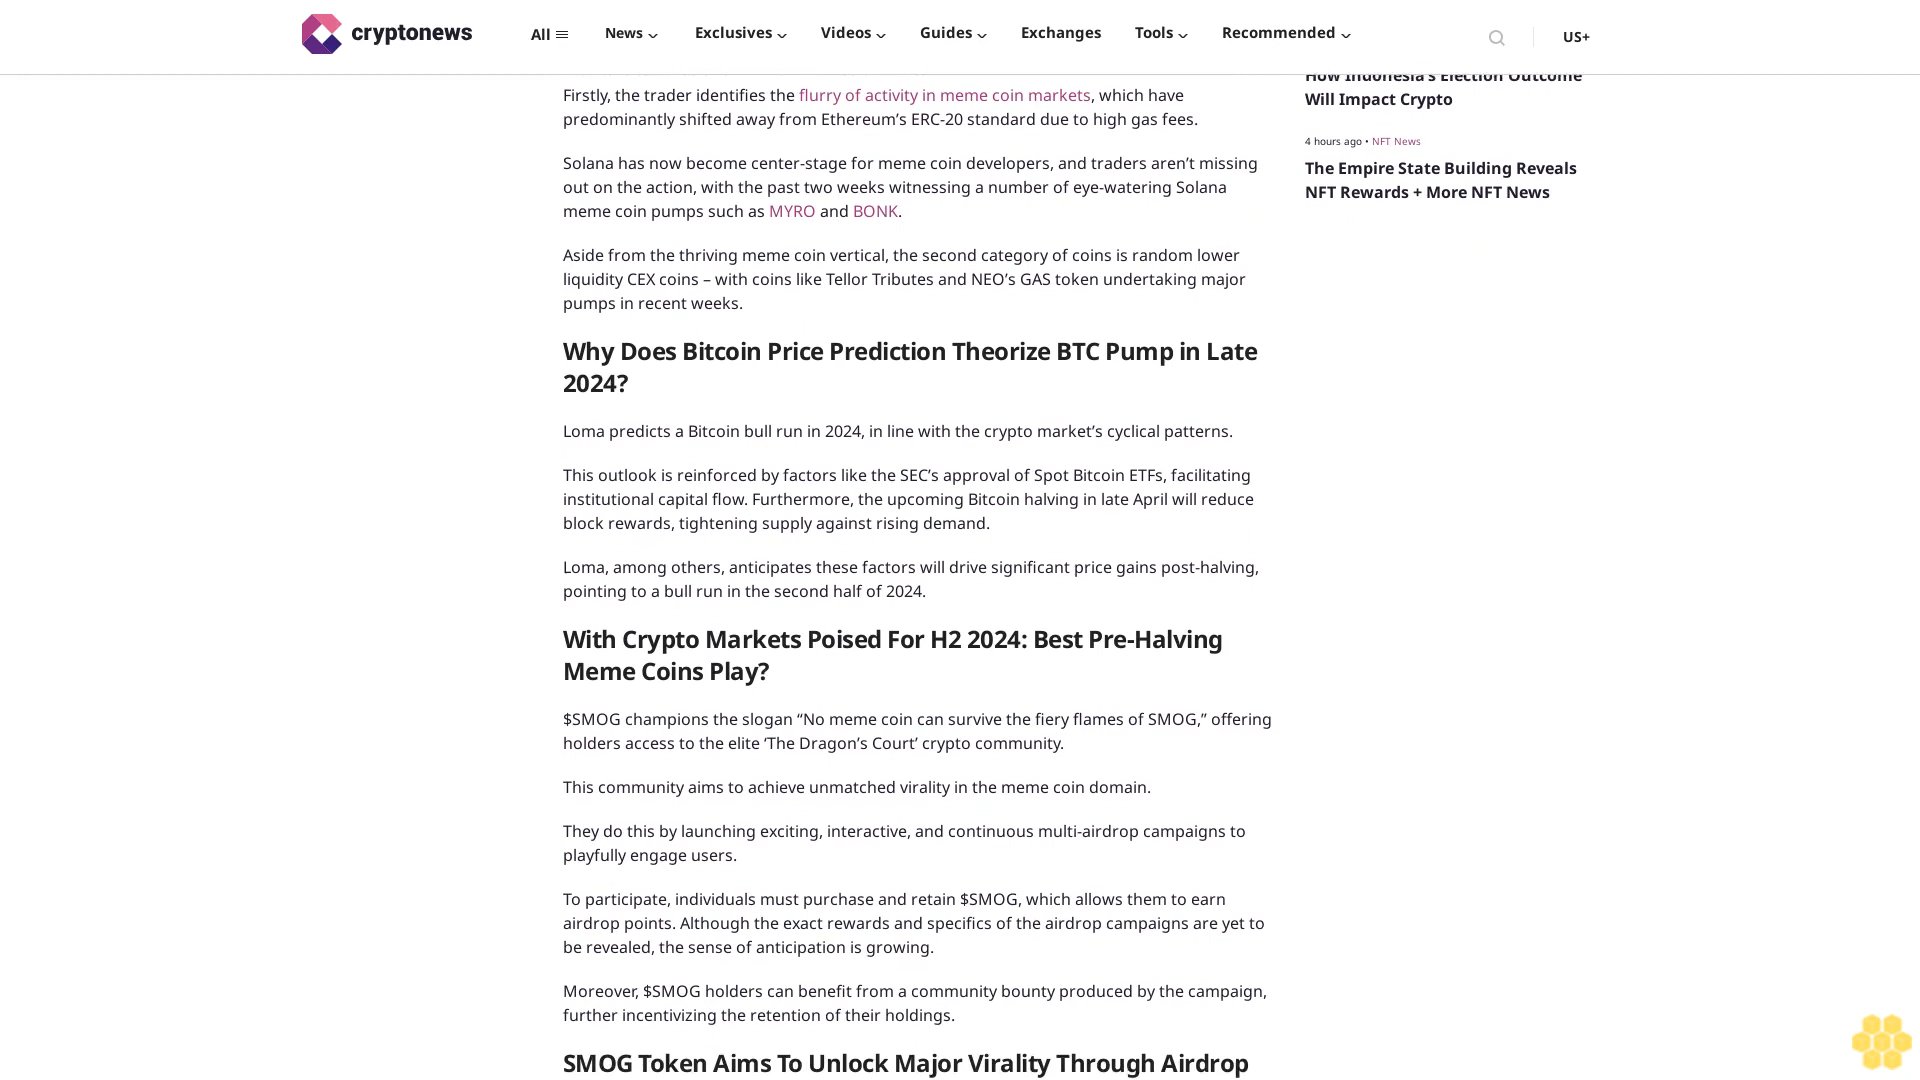 cryptonews
All
News
Exclusives
Videos
Guides
Exchanges
Tools
Recommended
US+
Firstly, the trader identifies the flurry of activity in meme coin markets, which have
predominantly shifted away from Ethereum’s ERC-20 standard due to high gas fees.
Solana has now become center-stage for meme coin developers, and traders aren’t missing
out on the action, with the past two weeks witnessing a number of eye-watering Solana
meme coin pumps such as MYRO and BONK.
Aside from the thriving meme coin vertical, the second category of coins is random lower
liquidity CEX coins – with coins like Tellor Tributes and NEO’s GAS token undertaking major
pumps in recent weeks.
Why Does Bitcoin Price Prediction Theorize BTC Pump in Late
2024?
Loma predicts a Bitcoin bull run in 2024, in line with the crypto market’s cyclical patterns.
This outlook is reinforced by factors like the SEC’s approval of Spot Bitcoin ETFs, facilitating
institutional capital flow. Furthermore, the upcoming Bitcoin halving in late April will reduce
block rewards, tightening supply against rising demand.
Loma, among others, anticipates these factors will drive significant price gains post-halving,
pointing to a bull run in the second half of 2024.
With Crypto Markets Poised For H2 2024: Best Pre-Halving
Meme Coins Play?
$SMOG champions the slogan “No meme coin can survive the fiery flames of SMOG,” offering
holders access to the elite ‘The Dragon’s Court’ crypto community.
This community aims to achieve unmatched virality in the meme coin domain.
They do this by launching exciting, interactive, and continuous multi-airdrop campaigns to
playfully engage users.
To participate, individuals must purchase and retain $SMOG, which allows them to earn
airdrop points. Although the exact rewards and specifics of the airdrop campaigns are yet to
be revealed, the sense of anticipation is growing.
Moreover, $SMOG holders can benefit from a community bounty produced by the campaign,
further incentivizing the retention of their holdings.
SMOG Token Aims To Unlock Major Virality Through Airdrop
How Indonesia’s Election Outcome
Will Impact Crypto
4 hours ago • NFT News
The Empire State Building Reveals
NFT Rewards + More NFT News